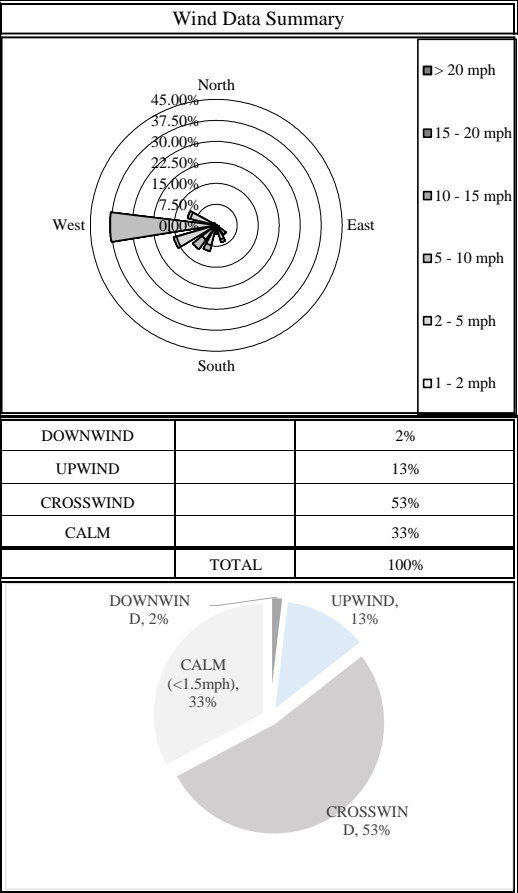 Wind Data Summary
North
45.00%
37.50%
30.00%
22.50%
15.00%
7.50%
0.00%
West
East
South
> 20 mph
15 - 20 mph
10 - 15 mph
5 - 10 mph
2 - 5 mph
1 - 2 mph
DOWNWIND 2%
UPWIND 13%
CROSSWIND 53%
CALM 33%
TOTAL 100%
DOWNWIN
D, 2%
UPWIND,
13%
CALM
(<1.5mph),
33%
CROSSWIN
D, 53%